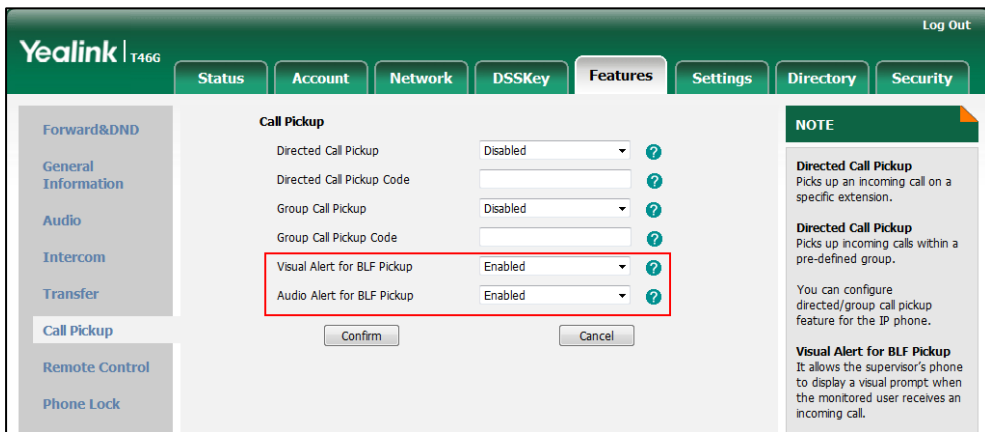 Log Out
Yealink T46G
Status Account Network DSSKey Features Settings Directory Security
Forward&DND
General
Information
Audio
Intercom
Transfer
Call Pickup
Remote Control
Phone Lock
Call Pickup
Directed Call Pickup Disabled ?
Directed Call Pickup Code ?
Group Call Pickup Disabled ?
Group Call Pickup Code ?
Visual Alert for BLF Pickup Enabled ?
Audio Alert for BLF Pickup Enabled ?
Confirm Cancel
NOTE
Directed Call Pickup
Picks up an incoming call on a
specific extension.
Directed Call Pickup
Picks up incoming calls within a
pre-defined group.
You can configure
directed/group call pickup
feature for the IP phone.
Visual Alert for BLF Pickup
It allows the supervisor's phone
to display a visual prompt when
the monitored user receives an
incoming call.